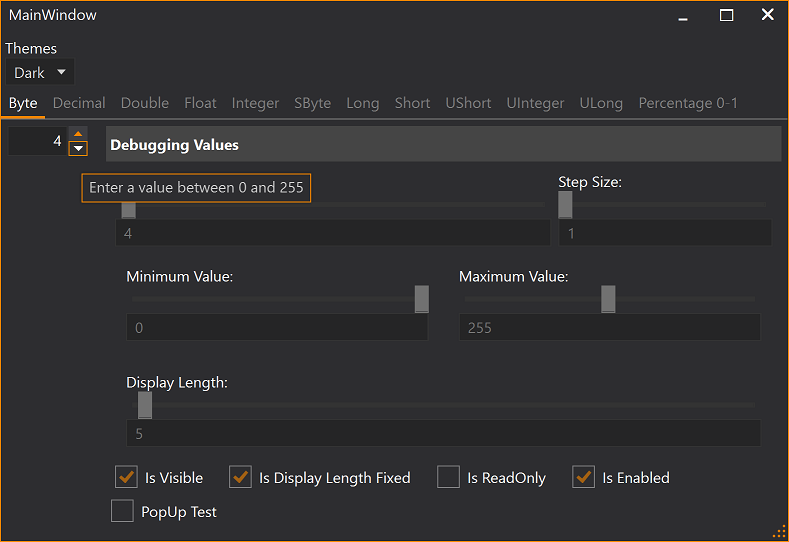 MainWindow
Themes
Dark
Byte Decimal Double Float Integer SByte Long Short UShort UInteger ULong Percentage 0-1
4 Debugging Values
Enter a value between 0 and 255
Step Size:
4 1
Minimum Value: Maximum Value:
0 255
Display Length:
5
Is Visible Is Display Length Fixed Is ReadOnly Is Enabled
PopUp Test